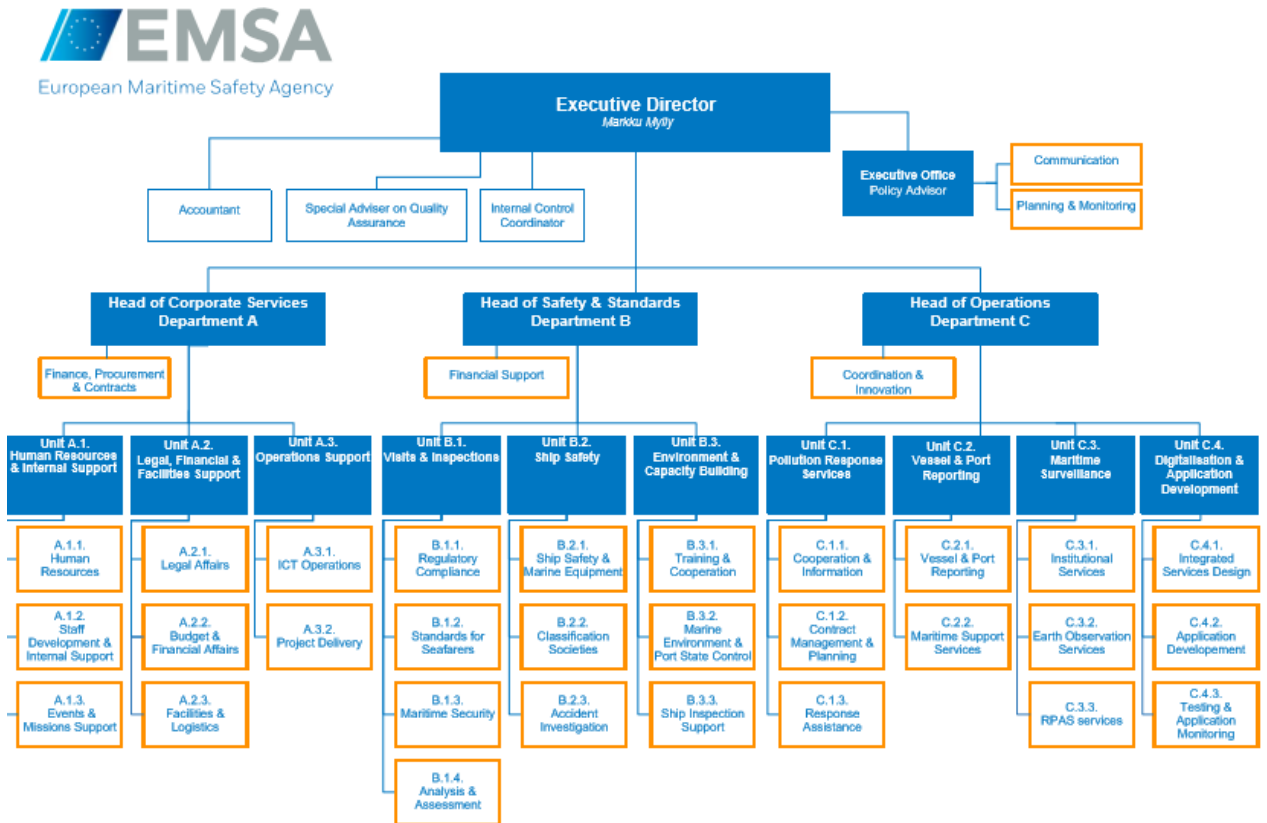 EMSA
European Maritime Safety Agency
Executive Director
Markku Mylly
Executive Office
Policy Advisor
Communication
Planning & Monitoring
Accountant
Special Adviser on Quality
Assurance
Internal Control
Coordinator
Head of Corporate Services
Department A
Head of Safety & Standards
Department B
Head of Operations
Department C
Finance, Procurement
& Contracts
Financial Support
Coordination &
Innovation
Unit A.1.
Human Resources
& Internal Support
Unit A.2.
Legal, Financial &
Facilities Support
Unit A.3.
Operations Support
Unit B.1.
Visits & Inspections
Unit B.2.
Ship Safety
Unit B.3.
Environment &
Capacity Building
Unit C.1.
Pollution Response
Services
Unit C.2.
Vessel & Port
Reporting
Unit C.3.
Maritime
Surveillance
Unit C.4.
Digitalisation &
Application
Development
A.1.1.
Human
Resources
A.2.1.
Legal Affairs
A.3.1.
ICT Operations
B.1.1.
Regulatory
Compliance
B.2.1.
Ship Safety &
Marine Equipment
B.3.1.
Training &
Cooperation
C.1.1.
Cooperation &
Information
C.2.1.
Vessel & Port
Reporting
C.3.1.
Institutional
Services
C.4.1.
Integrated
Services Design
A.1.2.
Staff
Development &
Internal Support
A.2.2.
Budget &
Financial Affairs
A.3.2.
Project Delivery
B.1.2.
Standards for
Seafarers
B.2.2.
Classification
Societies
B.3.2.
Marine
Environment &
Port State Control
C.1.2.
Contract
Management &
Planning
C.2.2.
Maritime Support
Services
C.3.2.
Earth Observation
Services
C.4.2.
Application
Developement
A.1.3.
Events &
Missions Support
A.2.3.
Facilities &
Logistics
B.1.3.
Maritime Security
B.2.3.
Accident
Investigation
B.3.3.
Ship Inspection
Support
C.1.3.
Response
Assistance
C.3.3.
RPAS services
C.4.3.
Testing &
Application
Monitoring
B.1.4.
Analysis &
Assessment